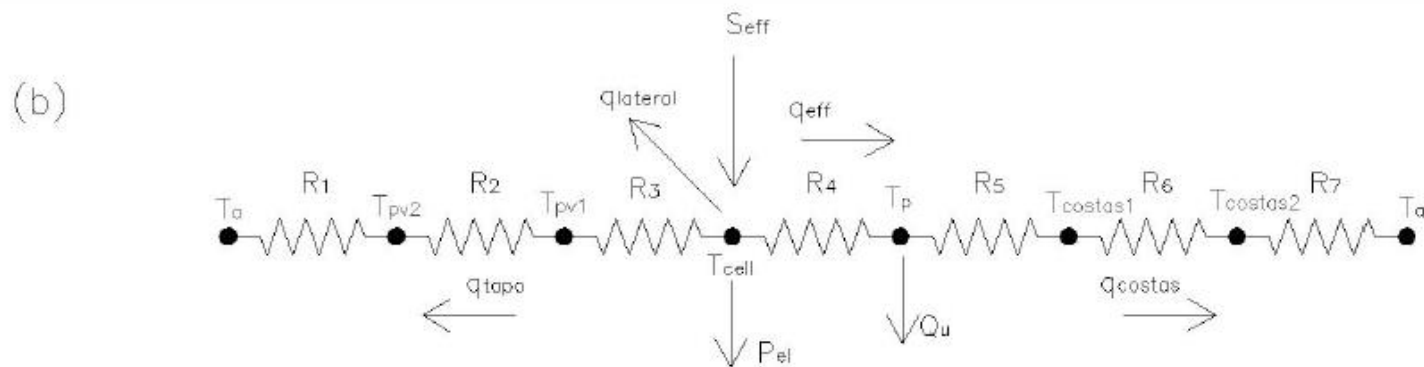 Seff
(b)
qlateral
qeff
R1 R2 R3 R4 R5 R6 R7
Ta Tpv2 Tpv1 Tp Tcostas1 Tcostas2 Ta
Tcell
qtapa qcostas
Pel Qu